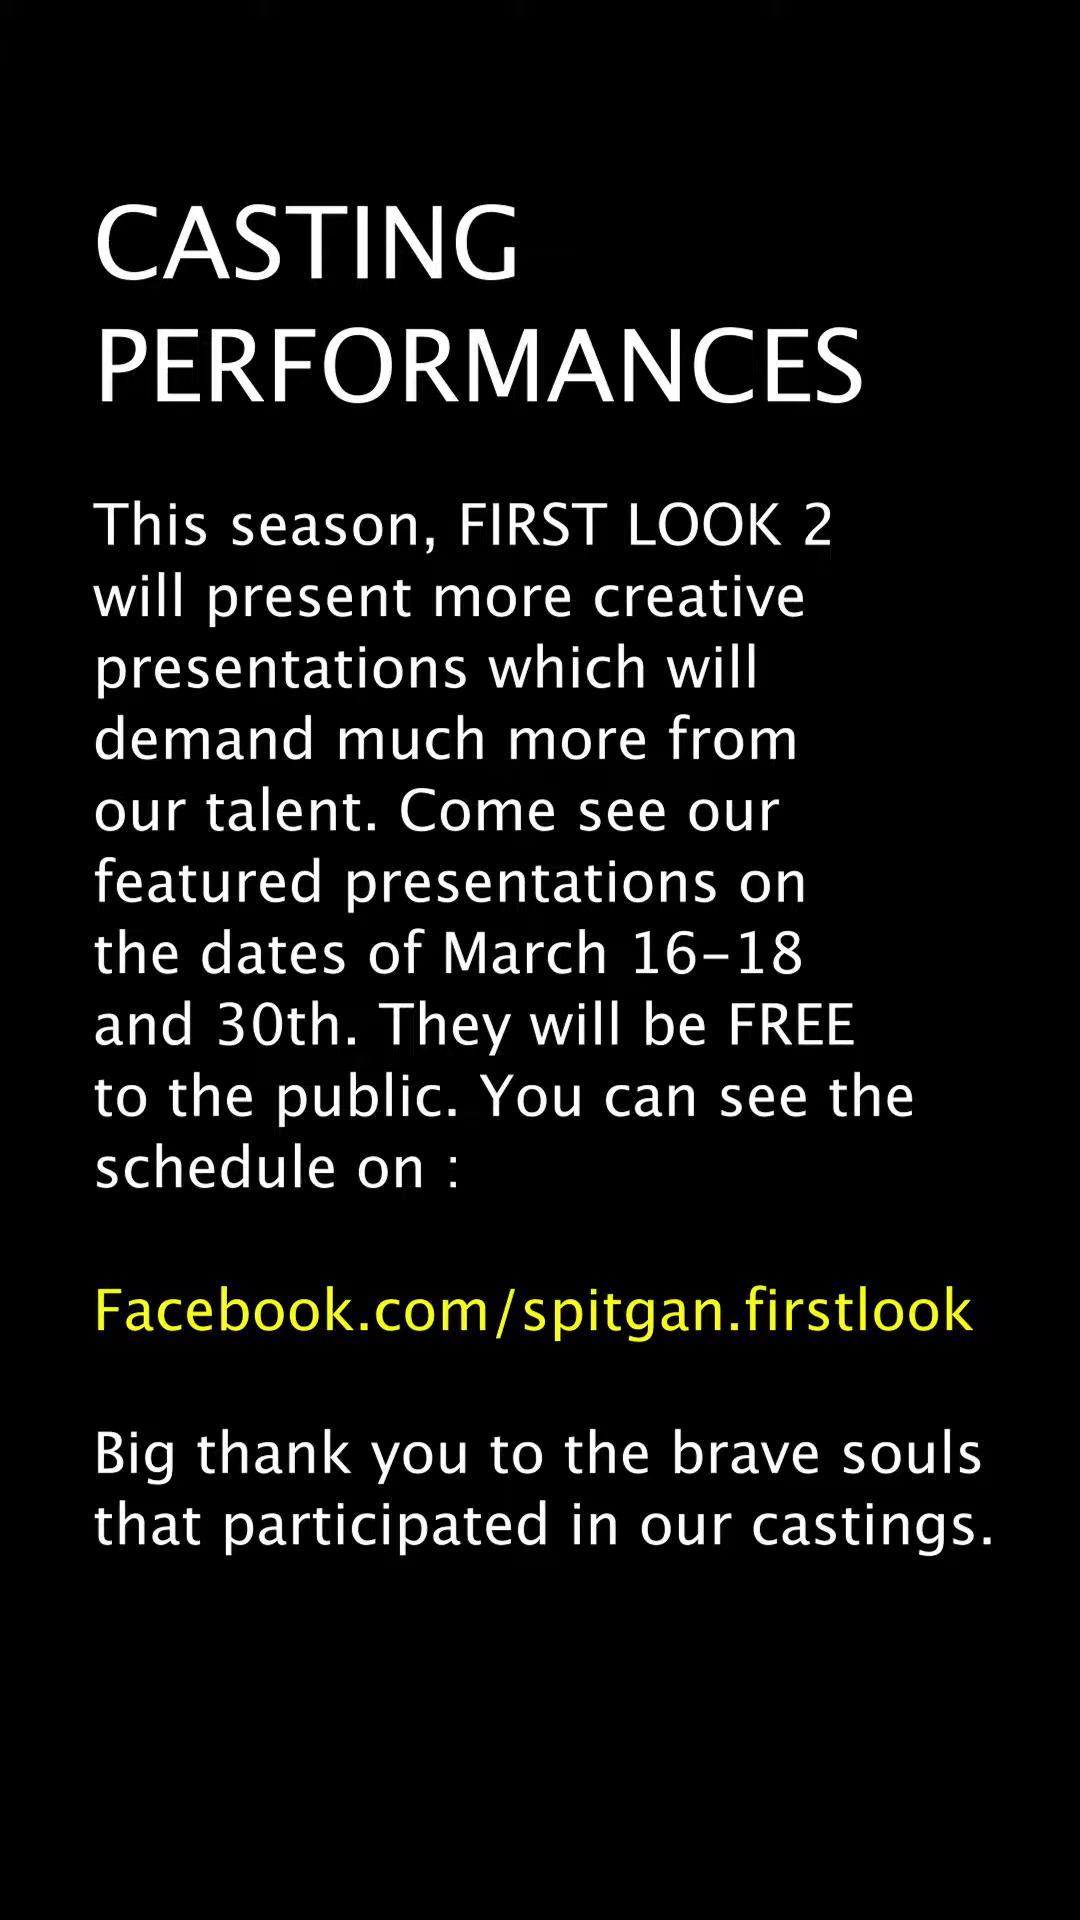 CASTING
PERFORMANCES
This season, FIRST LOOK 2
will present more creative
presentations which will
demand much more from
our talent. Come see our
featured presentations on
the dates of March 16-18
and 30th. They will be FREE
to the public. You can see the
schedule on :
Facebook.com/spitgan.firstlook
Big thank you to the brave souls
that participated in our castings.